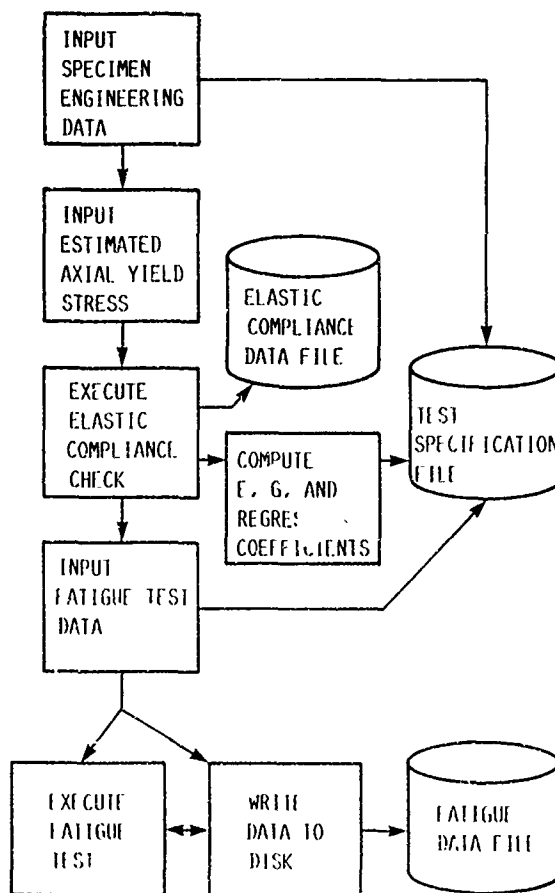 INPUT
SPECIMEN
ENGINEERING
DATA
INPUT
ESTIMATED
AXIAL YIELD
STRESS
ELASTIC
COMPLIANCE
DATA FILE
EXECUTE
ELASTIC
COMPLIANCE
CHECK
COMPUTE
E, G, AND
COEFFICIENTS
TEST
SPECIFICATION
FILE
INPUT
FATIGUE TEST
DATA
EXECUTE
FATIGUE
TEST
WRITE
DATA TO
DISK
FATIGUE
DATA FILE